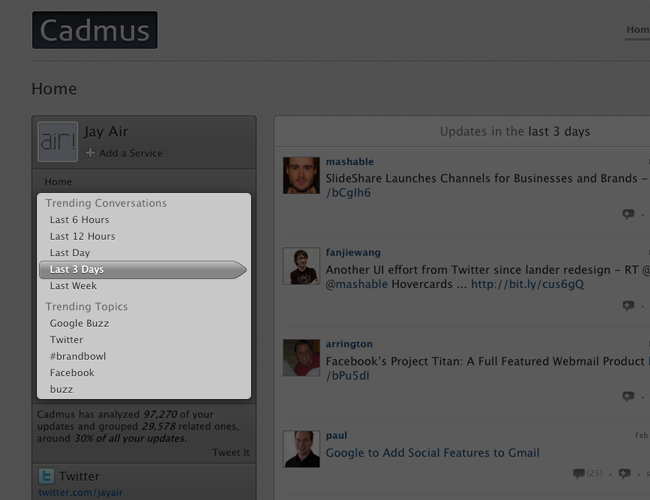 Cadmus
Home
Jay Air
air!
Add a Service
Home
Trending Conversations
Last 6 Hours
Last 12 Hours
Last Day
Last 3 Days
Last Week
Trending Topics
Google Buzz
Twitter
#brandbowl
Facebook
buzz
Cadmus has analyzed 97,270 of your
updates and grouped 29,578 related ones,
around 30% of all your updates.
Tweet It
Twitter
twitter.com/jayair
Updates in the last 3 days
mashable
SlideShare Launches Channels for Businesses and Brands -
/bCgIh6
fanjiewang
Another UI effort from Twitter since lander redesign - RT @
@mashable Hovercards ... http://bit.ly/cus6gQ
arrington
Facebook's Project Titan: A Full Featured Webmail Product
/bPu5dI
paul
Feb
Google to Add Social Features to Gmail
(25)